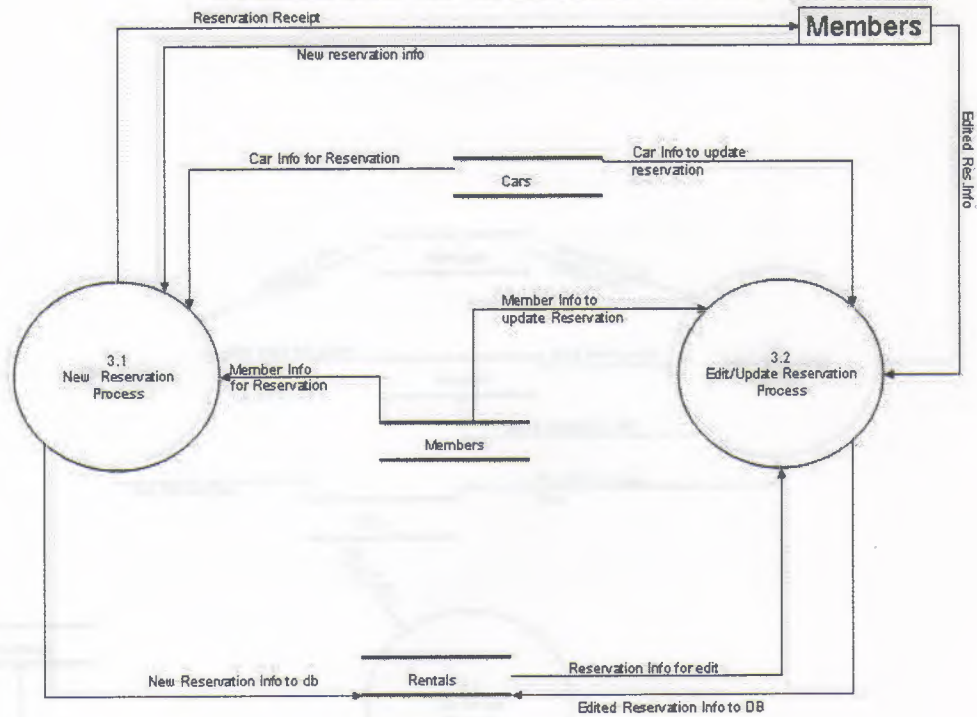 Reservation Receipt
Members
New reservation info
Edited Res.Info
Car Info for Reservation
Car Info to update
reservation
Cars
Member Info to
update Reservation
3.1
New Reservation
Process
Member Info
for Reservation
3.2
Edit/Update Reservation
Process
Members
New Reservation info to db
Rentals
Reservation Info for edit
Edited Reservation Info to DB